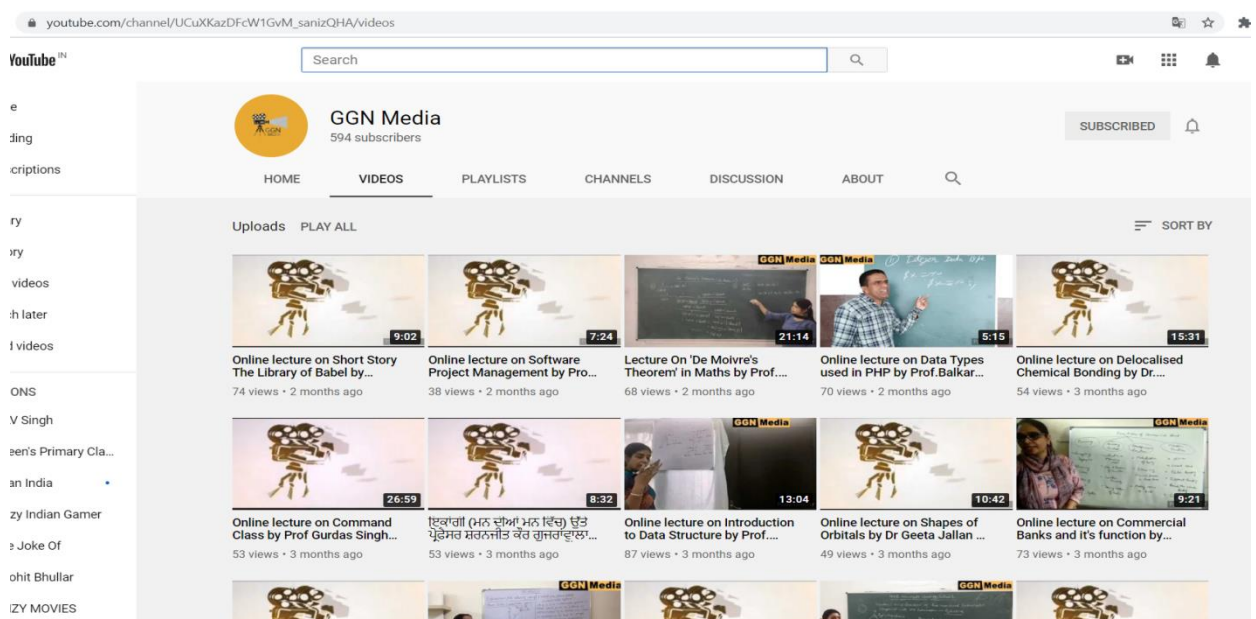 youtube.com/channel/UCuXKazDFcW1GvM_sanizQHA/videos
YouTube IN
Search
GGN Media
594 subscribers
SUBSCRIBED
HOME VIDEOS PLAYLISTS CHANNELS DISCUSSION ABOUT
Uploads PLAY ALL
SORT BY
e
ding
criptions
ry
ory
videos
h later
d videos
ONS
V Singh
een's Primary Cla...
an India
zy Indian Gamer
e Joke Of
ohit Bhullar
IZY MOVIES
9:02
Online lecture on Short Story
The Library of Babel by...
74 views • 2 months ago
7:24
Online lecture on Software
Project Management by Pro...
38 views • 2 months ago
GGN Media
21:14
Lecture On 'De Moivre's
Theorem' in Maths by Prof....
68 views • 2 months ago
GGN Media
5:15
Online lecture on Data Types
used in PHP by Prof.Balkar...
70 views • 2 months ago
15:31
Online lecture on Delocalised
Chemical Bonding by Dr....
54 views • 3 months ago
26:59
Online lecture on Command
Class by Prof Gurdas Singh...
53 views • 3 months ago
8:32
ਇਕਾਂਗੀ (ਮਨ ਦੀਆਂ ਮਨ ਵਿੱਚ) ਉੱਤੇ
ਪ੍ਰੋਫ਼ੈਸਰ ਸ਼ਰਨਜੀਤ ਕੌਰ ਗੁਜਰਾਂਵਾਲਾ...
53 views • 3 months ago
GGN Media
13:04
Online lecture on Introduction
to Data Structure by Prof....
87 views • 3 months ago
10:42
Online lecture on Shapes of
Orbitals by Dr Geeta Jallan ...
49 views • 3 months ago
GGN Media
9:21
Online lecture on Commercial
Banks and it's function by...
73 views • 3 months ago
GGN Media
GGN Media